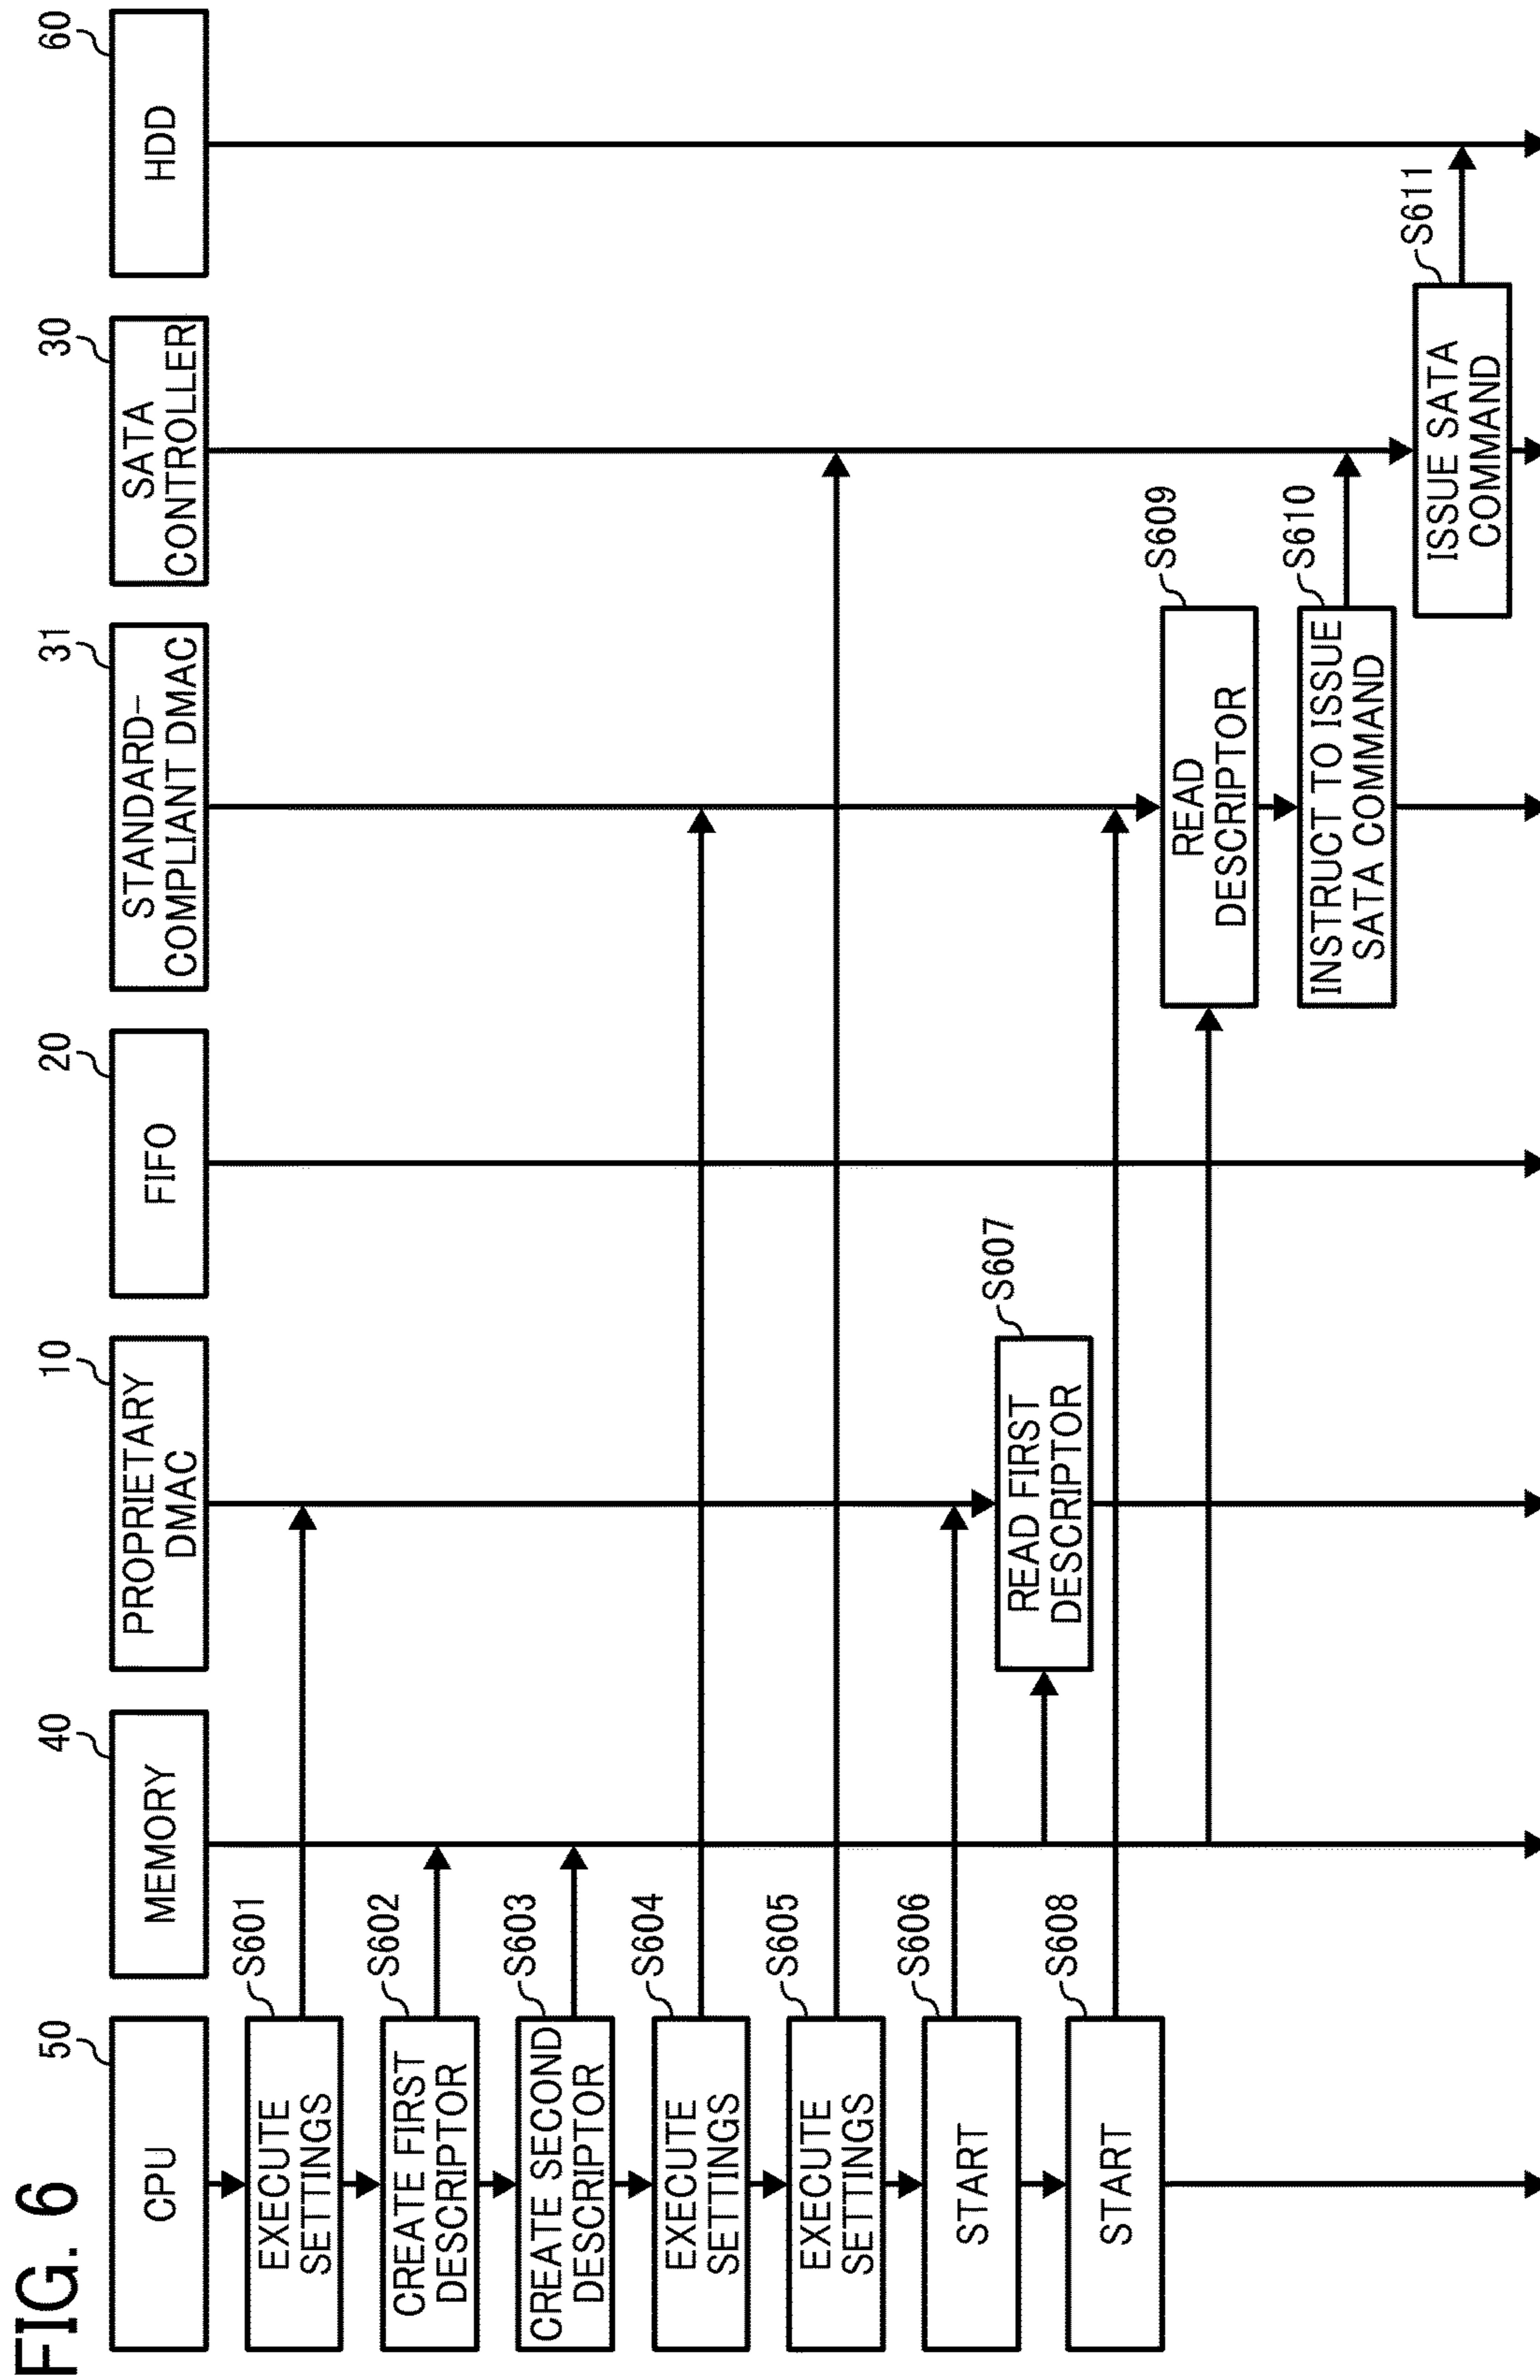 FIG. 6
50
CPU
40
MEMORY
10
PROPRIETARY
DMAC
20
FIFO
31
STANDARD-
COMPLIANT DMAC
30
SATA
CONTROLLER
60
HDD
S601
EXECUTE
SETTINGS
S602
CREATE FIRST
DESCRIPTOR
S603
CREATE SECOND
DESCRIPTOR
S604
EXECUTE
SETTINGS
S605
EXECUTE
SETTINGS
S606
START
S607
READ FIRST
DESCRIPTOR
S608
START
S609
READ
DESCRIPTOR
S610
INSTRUCT TO ISSUE
SATA COMMAND
S611
ISSUE SATA
COMMAND